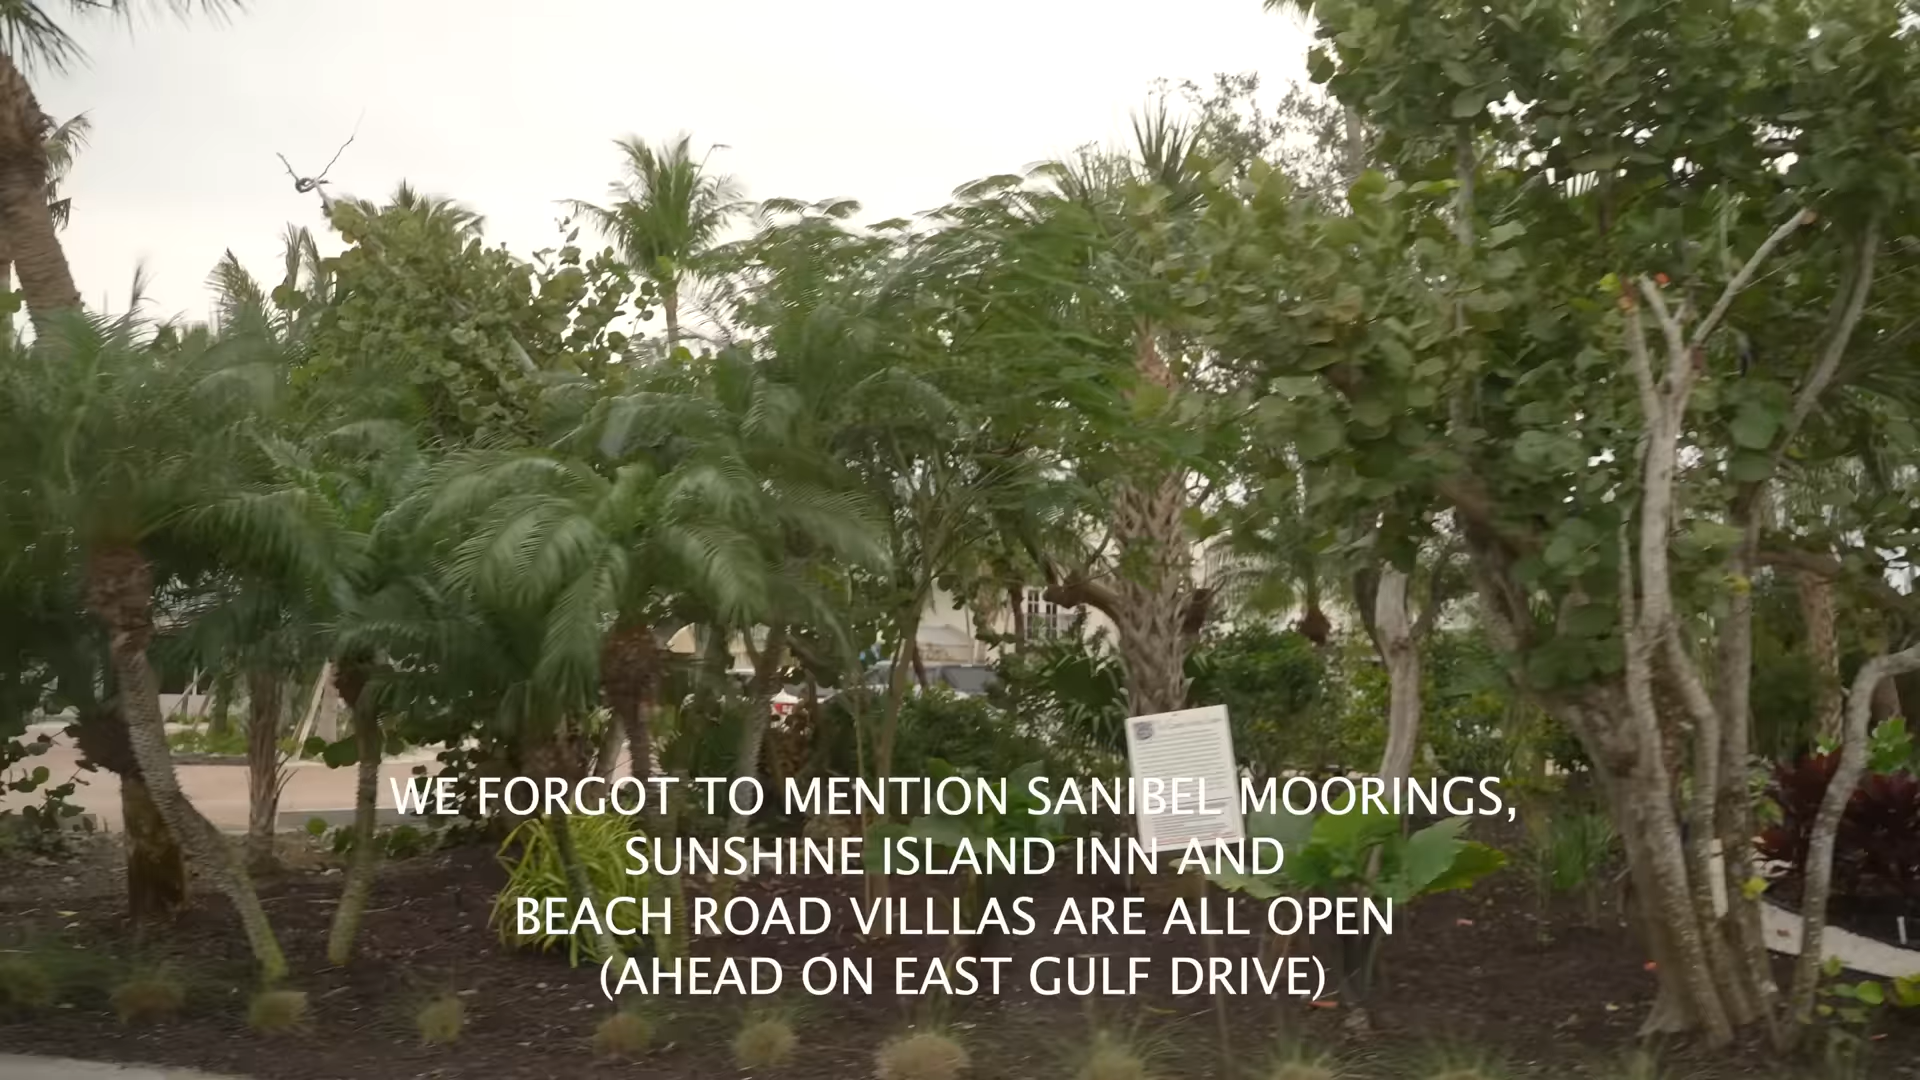 WE FORGOT TO MENTION SANIBEL MOORINGS,
SUNSHINE ISLAND INN AND
BEACH ROAD VILLLAS ARE ALL OPEN
(AHEAD ON EAST GULF DRIVE)